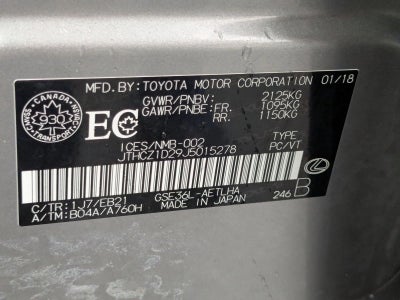 MFD.BY: TOYOTA MOTOR CORPORATION 01/18
GVWR/PNBV: 2125KG
GAWR/PNBE: FR. 1095KG
RR. 1150KG
CANADA
930
TRANSPORT
EC
ICES/NMB-002 TYPE
JTHCZ1D29J5015278 PC/VT
C/TR: 1J7/EB21 GSE36L-AETLHA
A/TM: B04A/A760H MADE IN JAPAN 246 B